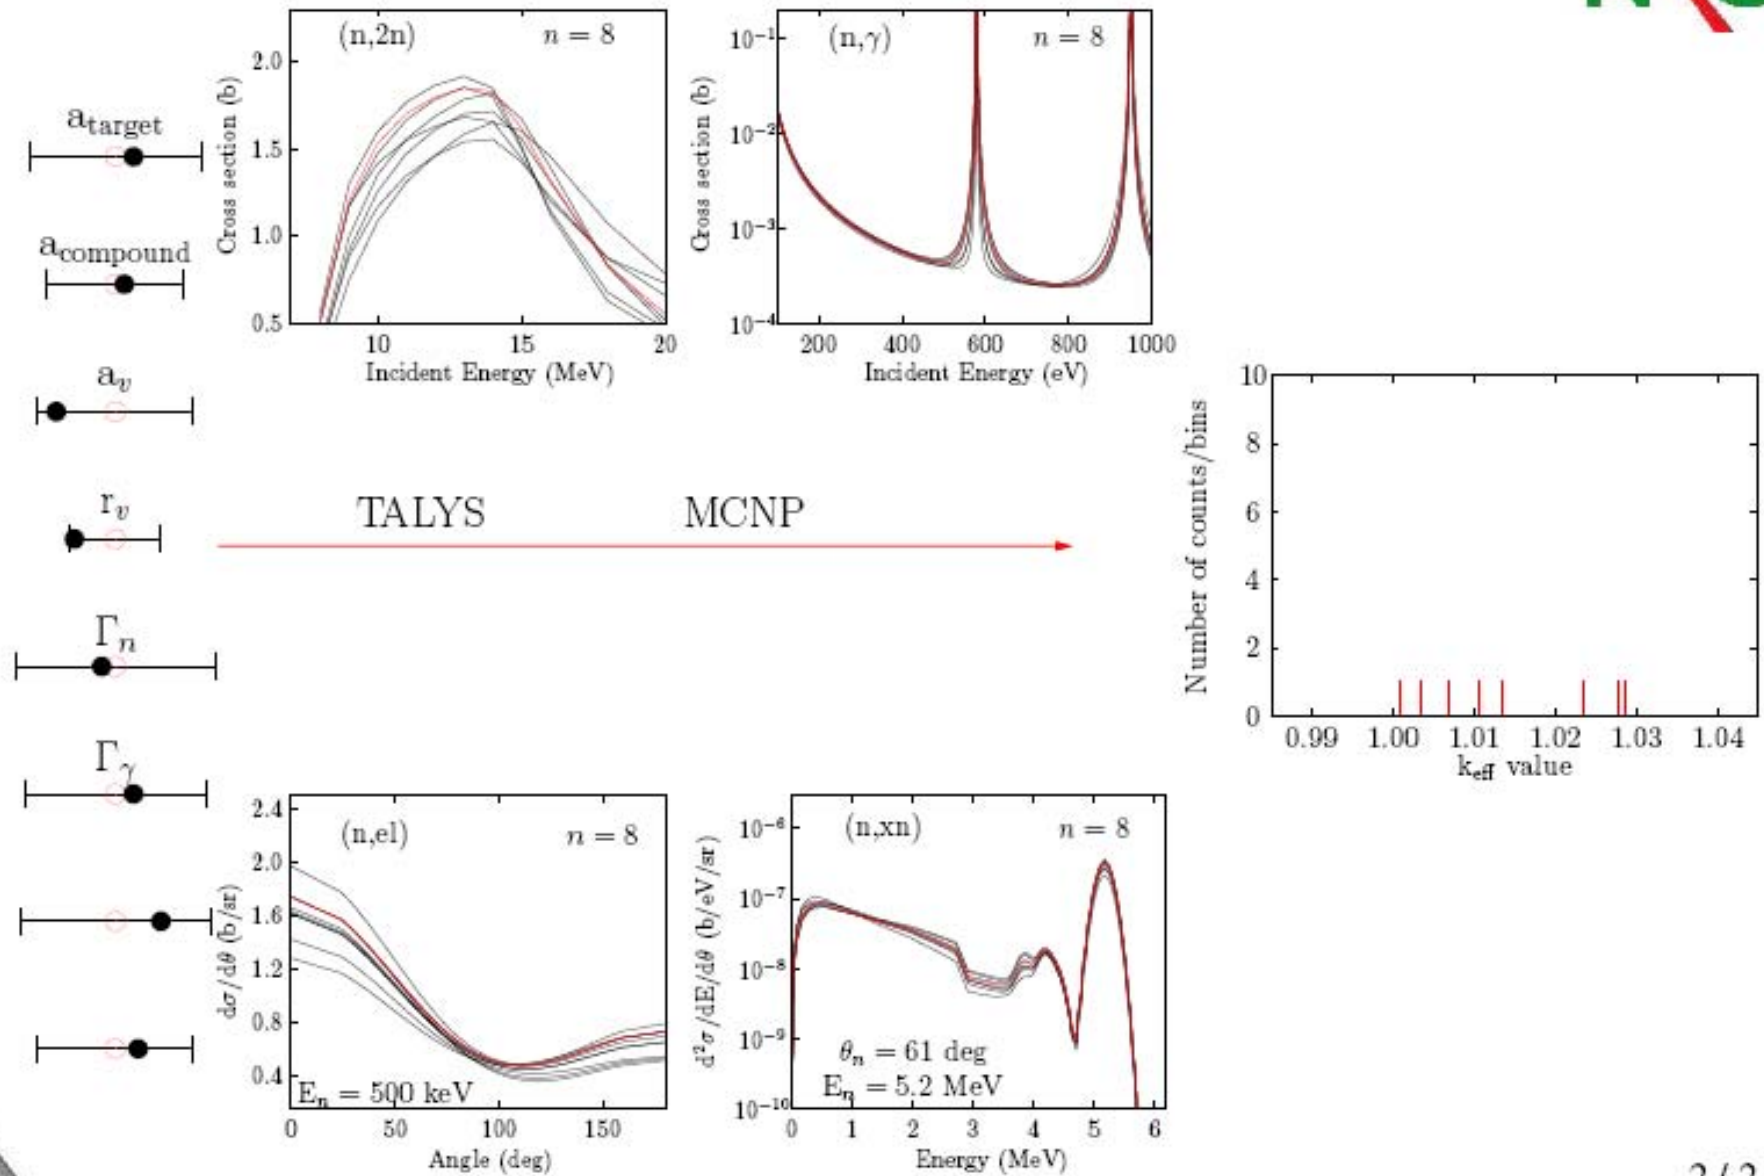 a_target
a_compound
a_v
r_v
Γ_n
Γ_γ
(n,2n) n = 8
Cross section (b)
2.0
1.5
1.0
0.5
10 15 20
Incident Energy (MeV)
(n,γ) n = 8
Cross section (b)
10^-1
10^-2
10^-3
10^-4
200 400 600 800 1000
Incident Energy (eV)
TALYS MCNP
Number of counts/bins
10
8
6
4
2
0
0.99 1.00 1.01 1.02 1.03 1.04
k_eff value
(n,el) n = 8
dσ/dθ (b/sr)
2.4
2.0
1.6
1.2
0.8
0.4
E_n = 500 keV
0 50 100 150
Angle (deg)
(n,xn) n = 8
d²σ/dE/dθ (b/eV/sr)
10^-6
10^-7
10^-8
10^-9
10^-10
θ_n = 61 deg
E_n = 5.2 MeV
0 1 2 3 4 5 6
Energy (MeV)